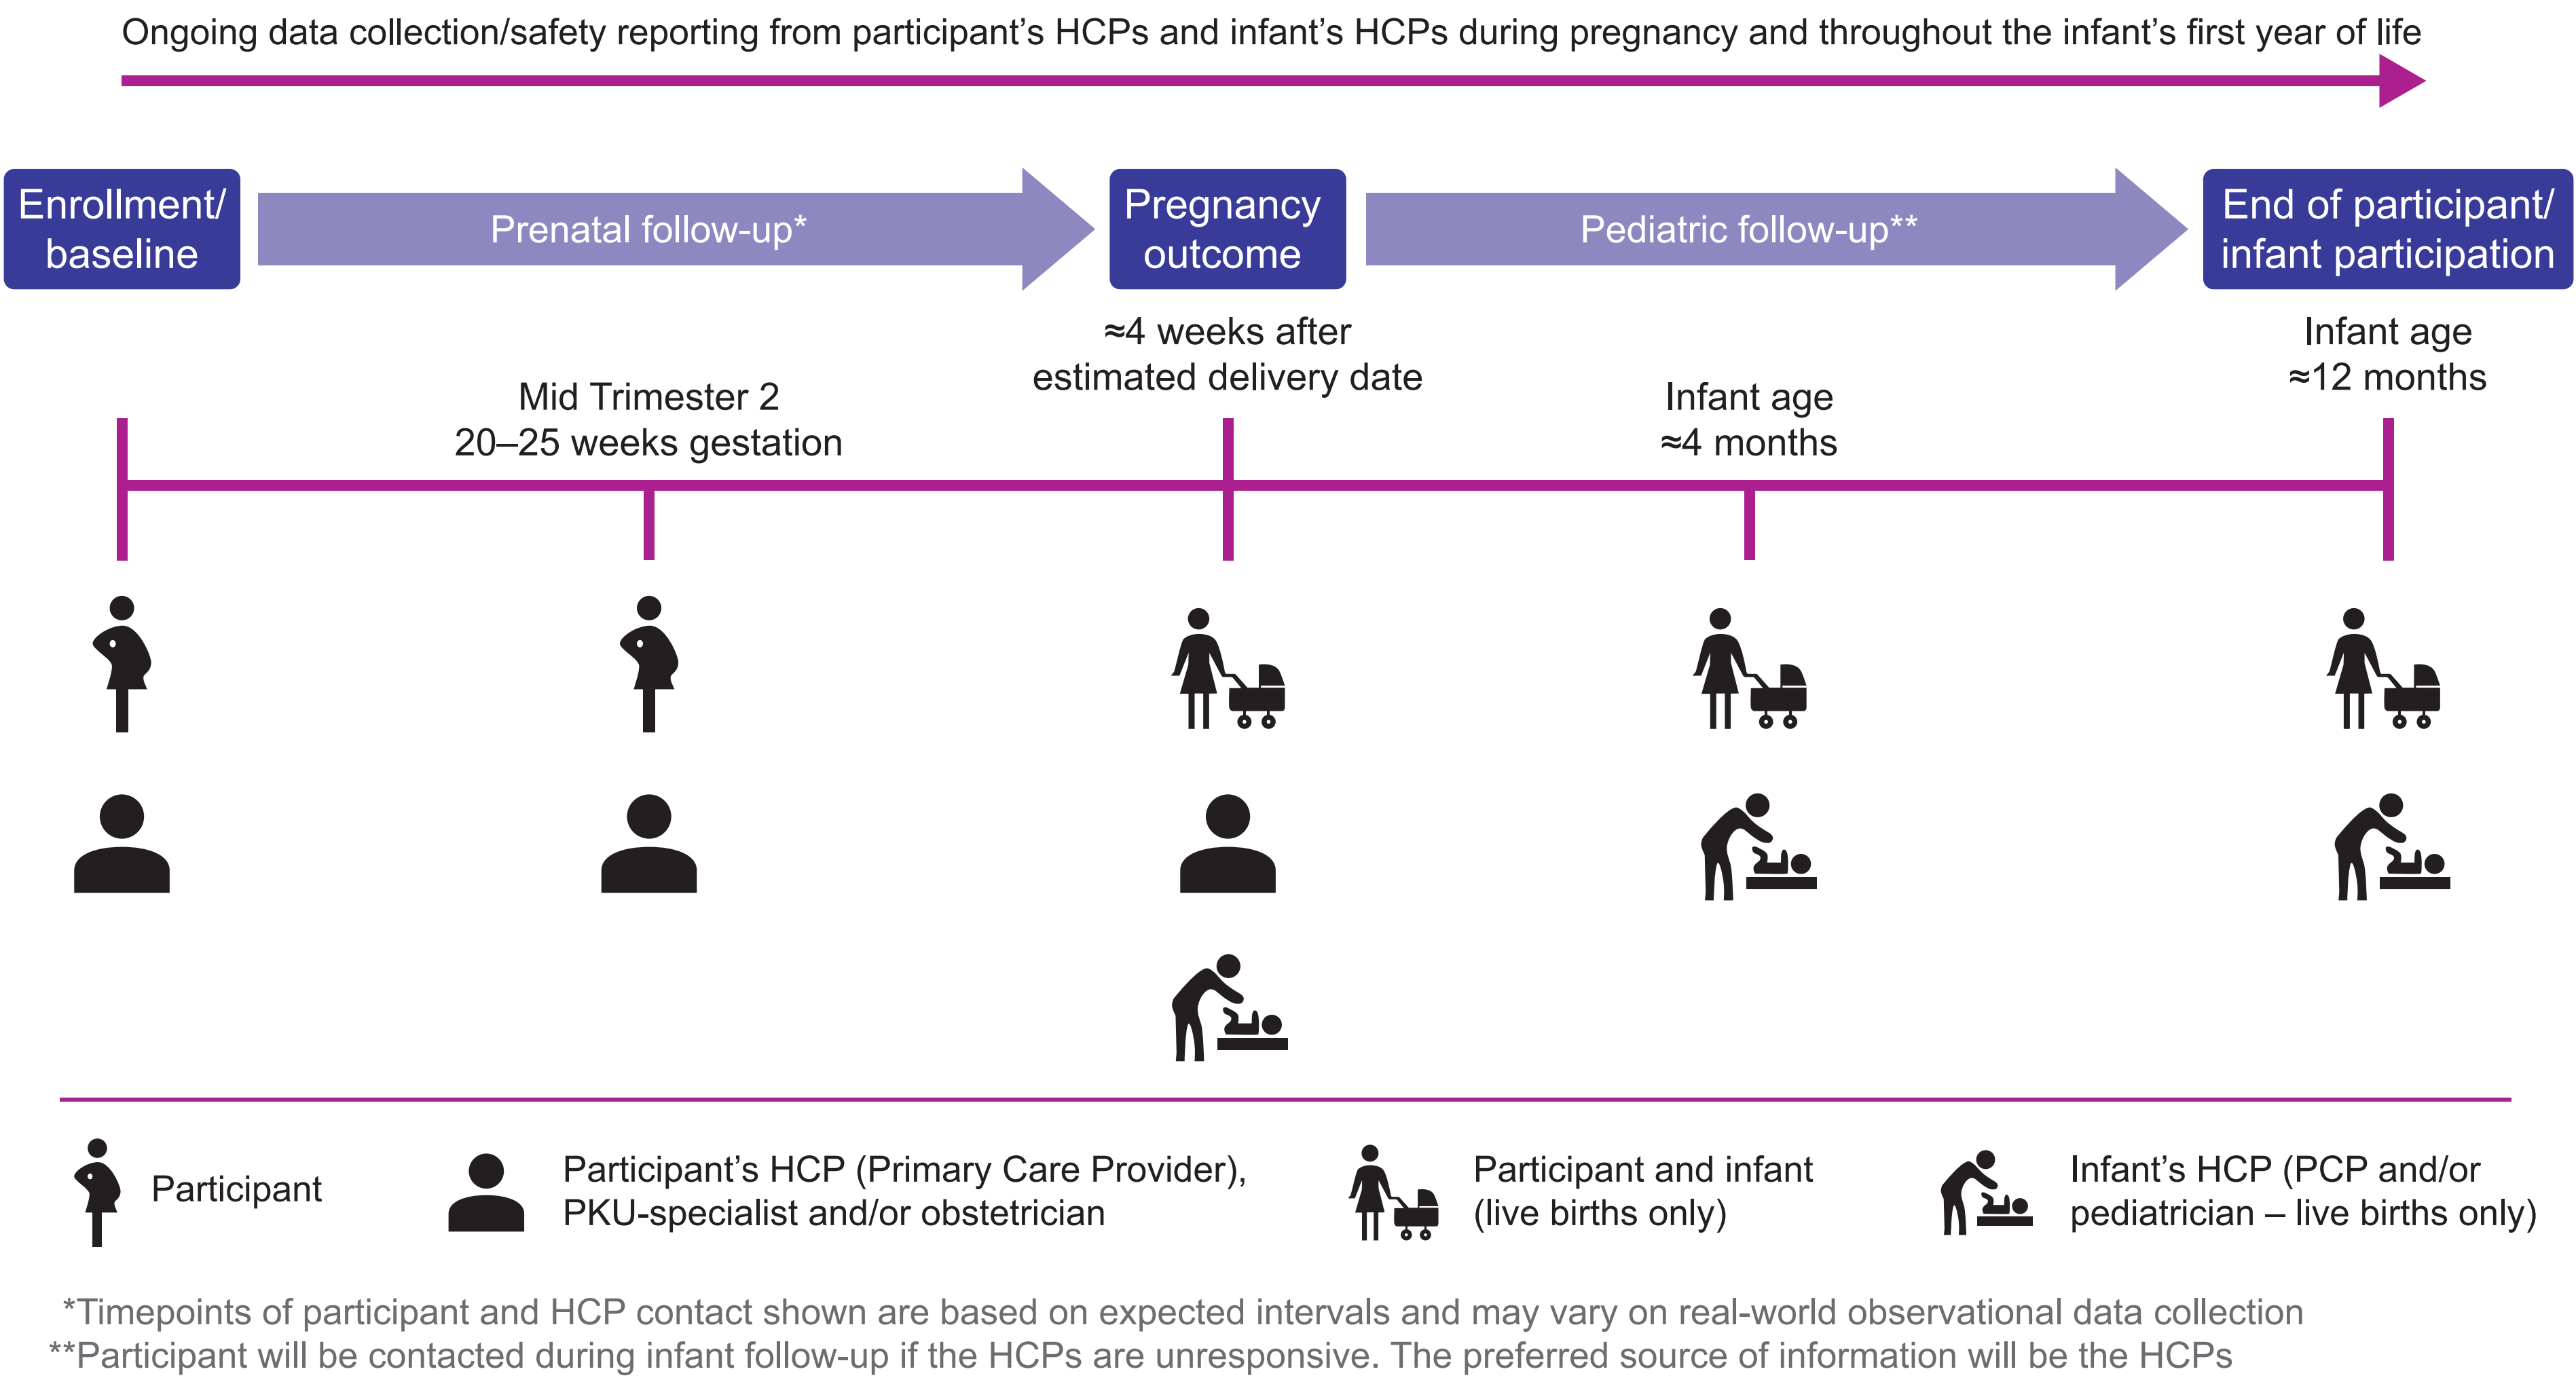 Ongoing data collection/safety reporting from participant’s HCPs and infant’s HCPs during pregnancy and throughout the infant’s first year of life
Enrollment/
baseline
Prenatal follow-up*
Pregnancy
outcome
Pediatric follow-up**
End of participant/
infant participation
≈4 weeks after
estimated delivery date
Infant age
≈12 months
Mid Trimester 2
20–25 weeks gestation
Infant age
≈4 months
Participant
Participant’s HCP (Primary Care Provider),
PKU-specialist and/or obstetrician
Participant and infant
(live births only)
Infant’s HCP (PCP and/or
pediatrician – live births only)
*Timepoints of participant and HCP contact shown are based on expected intervals and may vary on real-world observational data collection
**Participant will be contacted during infant follow-up if the HCPs are unresponsive. The preferred source of information will be the HCPs